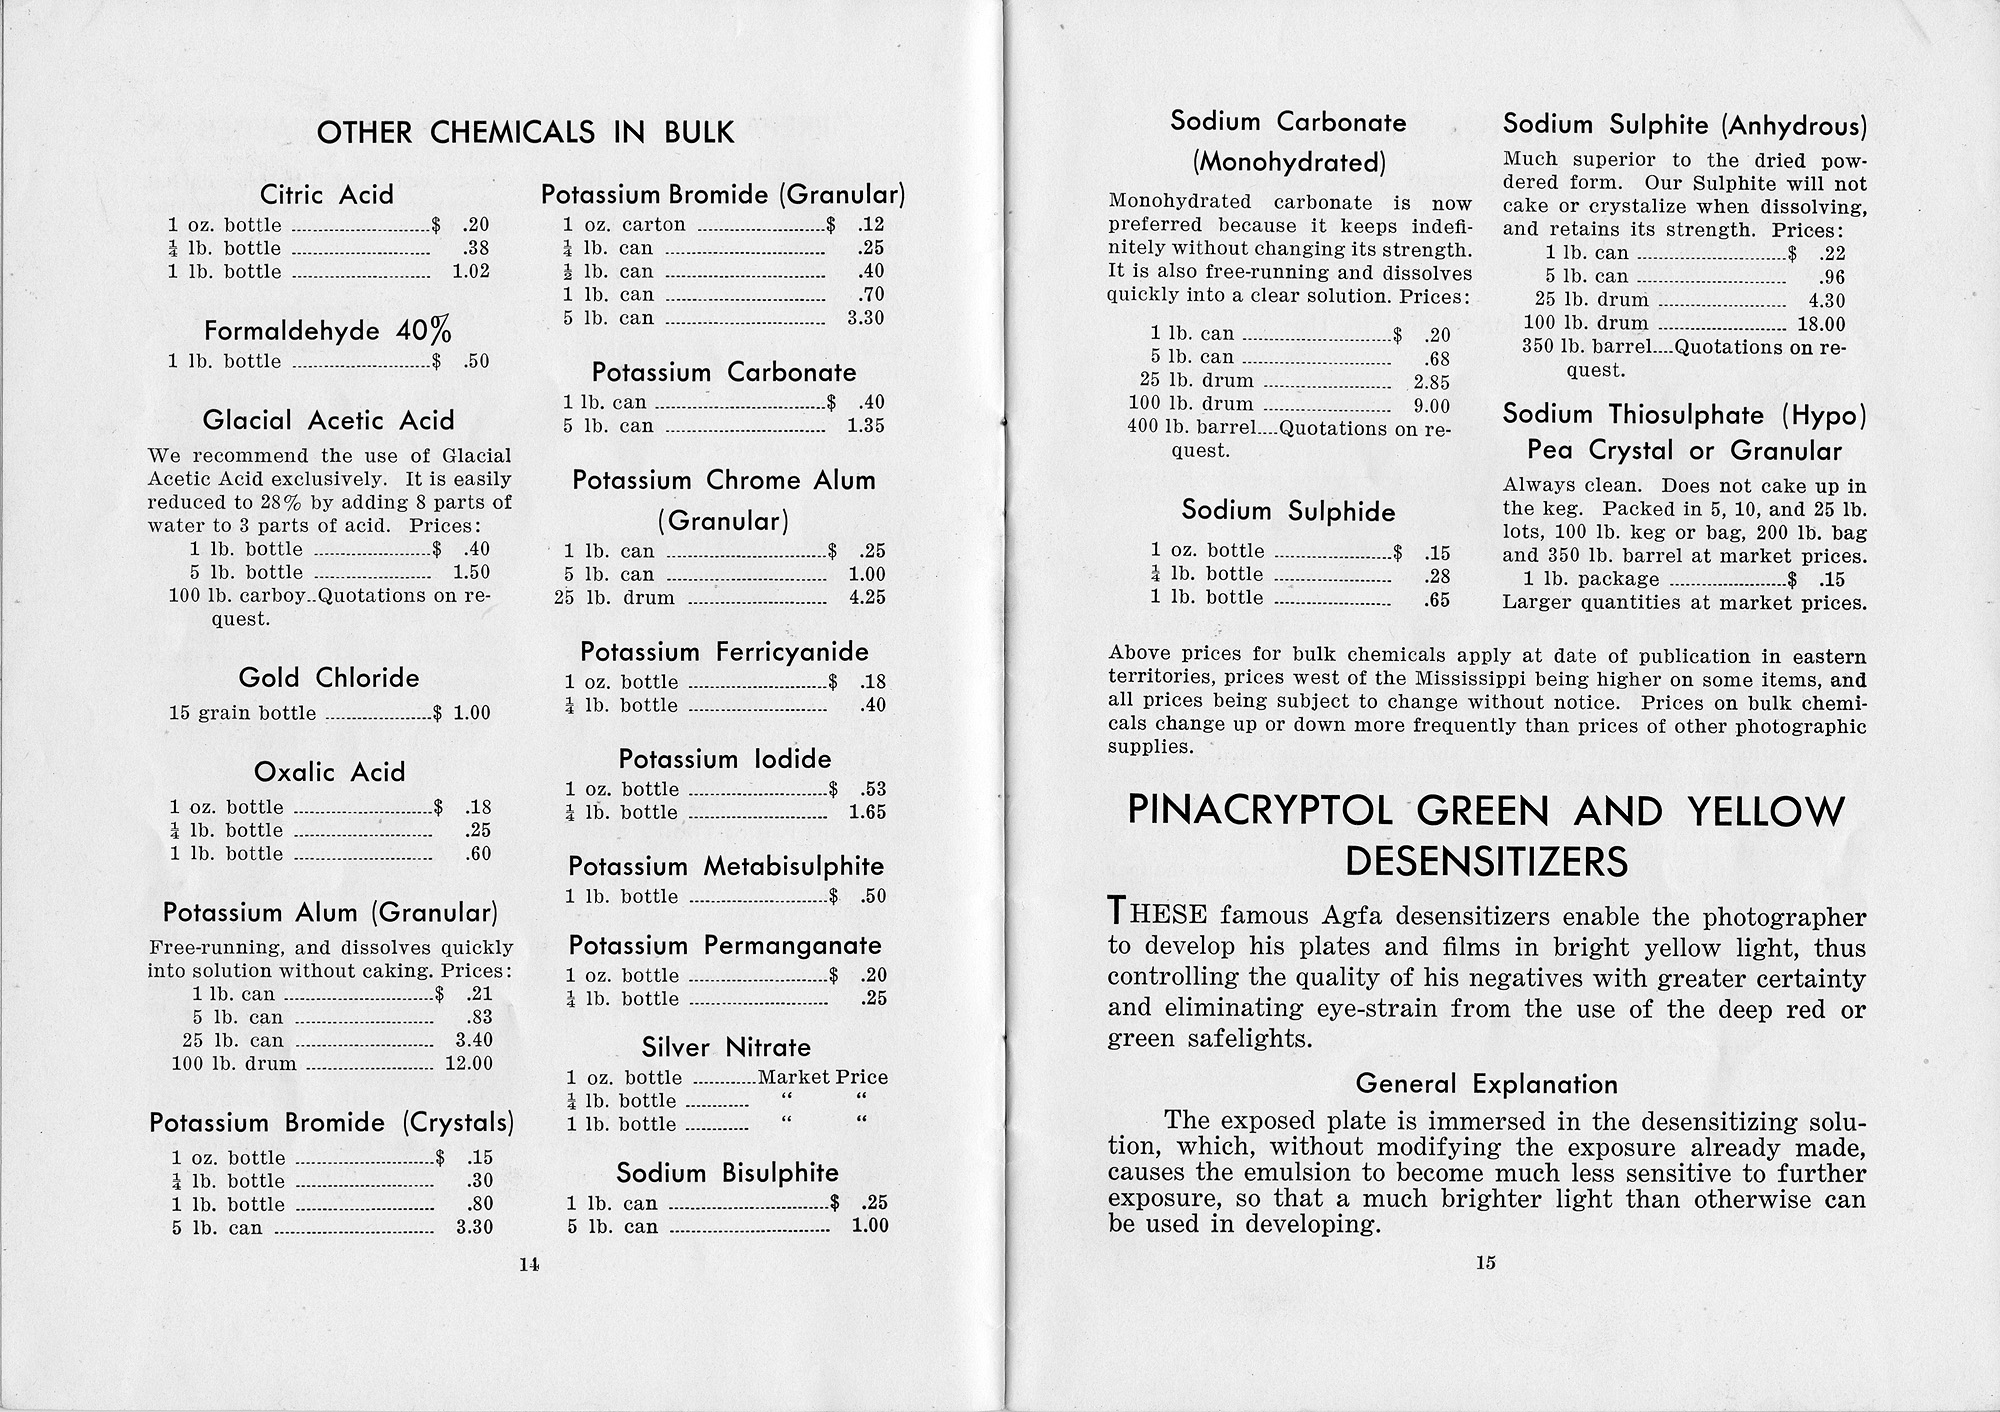 OTHER CHEMICALS IN BULK
Citric Acid
1 oz. bottle ..........................$ .20
¼ lb. bottle .......................... .38
1 lb. bottle .......................... 1.02
Formaldehyde 40%
1 lb. bottle ..........................$ .50
Glacial Acetic Acid
We recommend the use of Glacial
Acetic Acid exclusively. It is easily
reduced to 28% by adding 8 parts of
water to 3 parts of acid. Prices:
1 lb. bottle ......................$ .40
5 lb. bottle ...................... 1.50
100 lb. carboy..Quotations on re-
quest.
Gold Chloride
15 grain bottle ....................$ 1.00
Oxalic Acid
1 oz. bottle ..........................$ .18
¼ lb. bottle .......................... .25
1 lb. bottle .......................... .60
Potassium Alum (Granular)
Free-running, and dissolves quickly
into solution without caking. Prices:
1 lb. can ............................$ .21
5 lb. can .......................... .83
25 lb. can .......................... 3.40
100 lb. drum ........................ 12.00
Potassium Bromide (Crystals)
1 oz. bottle ..........................$ .15
¼ lb. bottle .......................... .30
1 lb. bottle .......................... .80
5 lb. can .............................. 3.30
Potassium Bromide (Granular)
1 oz. carton ........................$ .12
¼ lb. can .............................. .25
½ lb. can .............................. .40
1 lb. can .............................. .70
5 lb. can .............................. 3.30
Potassium Carbonate
1 lb. can ................................$ .40
5 lb. can .............................. 1.35
Potassium Chrome Alum
(Granular)
1 lb. can ..............................$ .25
5 lb. can .............................. 1.00
25 lb. drum .......................... 4.25
Potassium Ferricyanide
1 oz. bottle ..........................$ .18
¼ lb. bottle .......................... .40
Potassium Iodide
1 oz. bottle ..........................$ .53
¼ lb. bottle .......................... 1.65
Potassium Metabisulphite
1 lb. bottle ..........................$ .50
Potassium Permanganate
1 oz. bottle ..........................$ .20
¼ lb. bottle .......................... .25
Silver Nitrate
1 oz. bottle ............Market Price
¼ lb. bottle ............ “ “
1 lb. bottle ............ “ “
Sodium Bisulphite
1 lb. can ..............................$ .25
5 lb. can .............................. 1.00
14
Sodium Carbonate
(Monohydrated)
Monohydrated carbonate is now
preferred because it keeps indefi-
nitely without changing its strength.
It is also free-running and dissolves
quickly into a clear solution. Prices:
1 lb. can ............................$ .20
5 lb. can ............................ .68
25 lb. drum ........................ 2.85
100 lb. drum ........................ 9.00
400 lb. barrel....Quotations on re-
quest.
Sodium Sulphide
1 oz. bottle ......................$ .15
¼ lb. bottle ...................... .28
1 lb. bottle ...................... .65
Sodium Sulphite (Anhydrous)
Much superior to the dried pow-
dered form. Our Sulphite will not
cake or crystalize when dissolving,
and retains its strength. Prices:
1 lb. can ............................$ .22
5 lb. can ............................ .96
25 lb. drum ........................ 4.30
100 lb. drum ........................ 18.00
350 lb. barrel....Quotations on re-
quest.
Sodium Thiosulphate (Hypo)
Pea Crystal or Granular
Always clean. Does not cake up in
the keg. Packed in 5, 10, and 25 lb.
lots, 100 lb. keg or bag, 200 lb. bag
and 350 lb. barrel at market prices.
1 lb. package ......................$ .15
Larger quantities at market prices.
Above prices for bulk chemicals apply at date of publication in eastern
territories, prices west of the Mississippi being higher on some items, and
all prices being subject to change without notice. Prices on bulk chemi-
cals change up or down more frequently than prices of other photographic
supplies.
PINACRYPTOL GREEN AND YELLOW
DESENSITIZERS
THESE famous Agfa desensitizers enable the photographer
to develop his plates and films in bright yellow light, thus
controlling the quality of his negatives with greater certainty
and eliminating eye-strain from the use of the deep red or
green safelights.
General Explanation
The exposed plate is immersed in the desensitizing solu-
tion, which, without modifying the exposure already made,
causes the emulsion to become much less sensitive to further
exposure, so that a much brighter light than otherwise can
be used in developing.
15